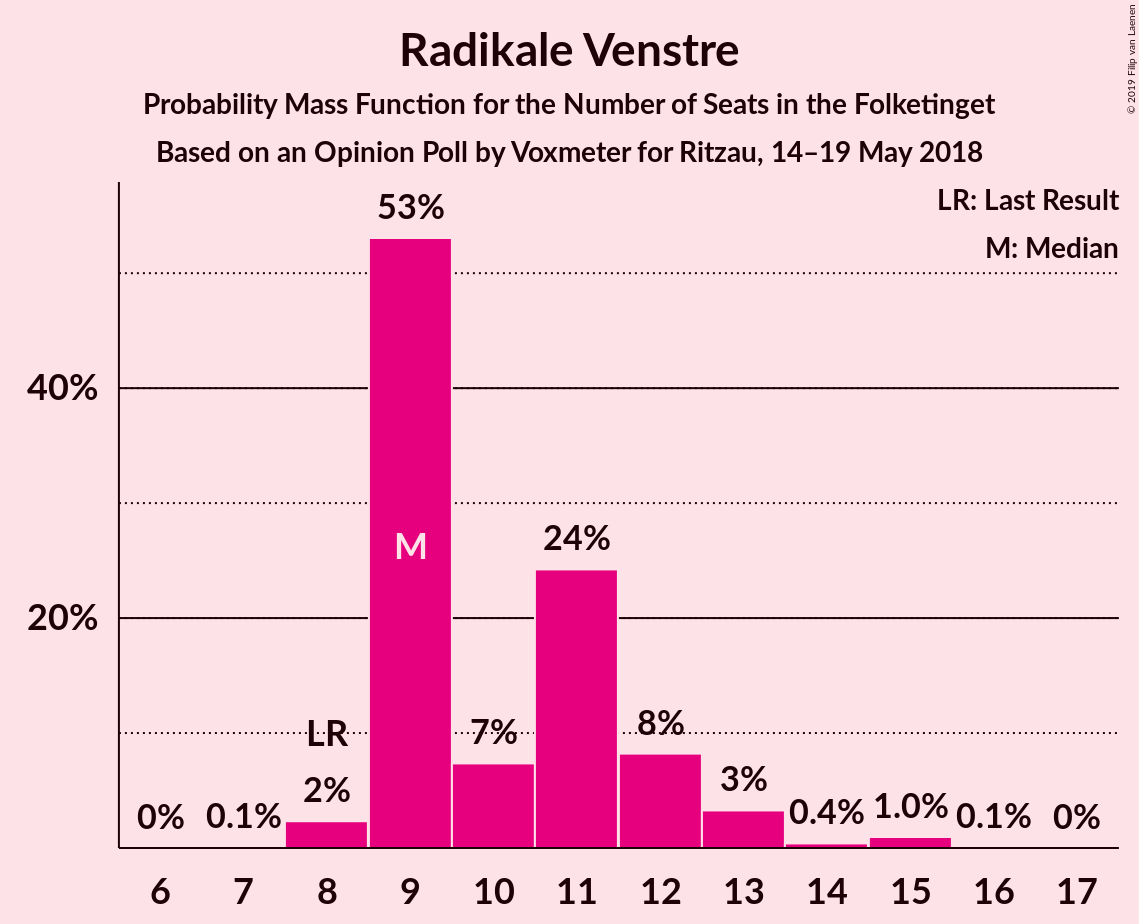 Radikale Venstre
Probability Mass Function for the Number of Seats in the Folketinget
Based on an Opinion Poll by Voxmeter for Ritzau, 14–19 May 2018
© 2019 Filip van Laenen
LR: Last Result
M: Median
40%
20%
0%
0.1%
LR
2%
53%
M
7%
24%
8%
3%
0.4%
1.0%
0.1%
0%
6 7 8 9 10 11 12 13 14 15 16 17